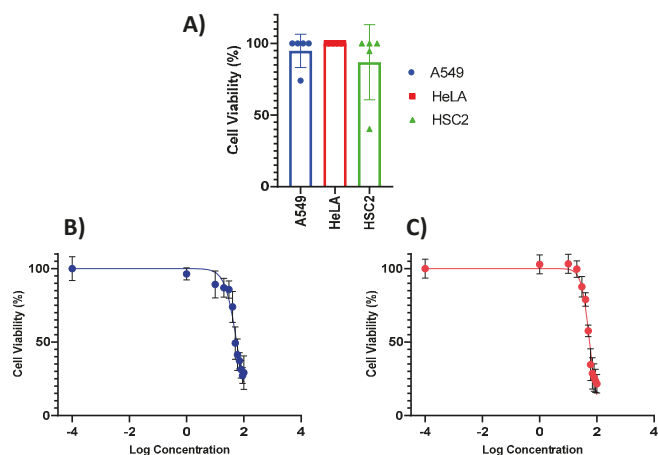 A)
Cell Viability (%)
100
50
0
A549
HeLA
HSC2
A549
HeLA
HSC2
B)
Cell Viability (%)
100
50
0
-4
-2
0
2
4
Log Concentration
C)
Cell Viability (%)
100
50
0
-4
-2
0
2
4
Log Concentration